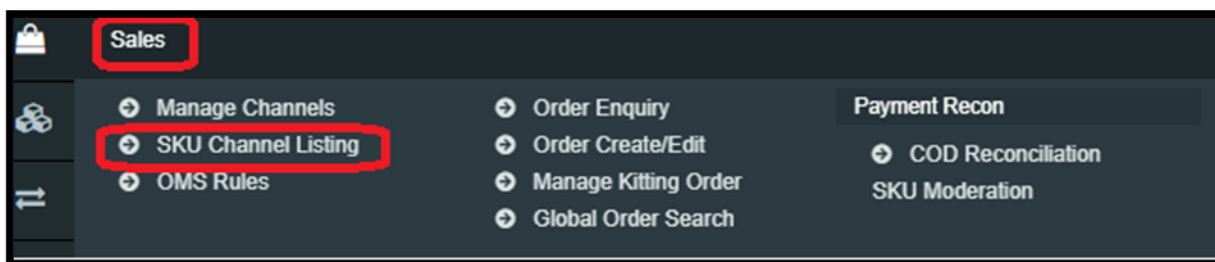 Sales
Manage Channels
SKU Channel Listing
OMS Rules
Order Enquiry
Order Create/Edit
Manage Kitting Order
Global Order Search
Payment Recon
COD Reconciliation
SKU Moderation